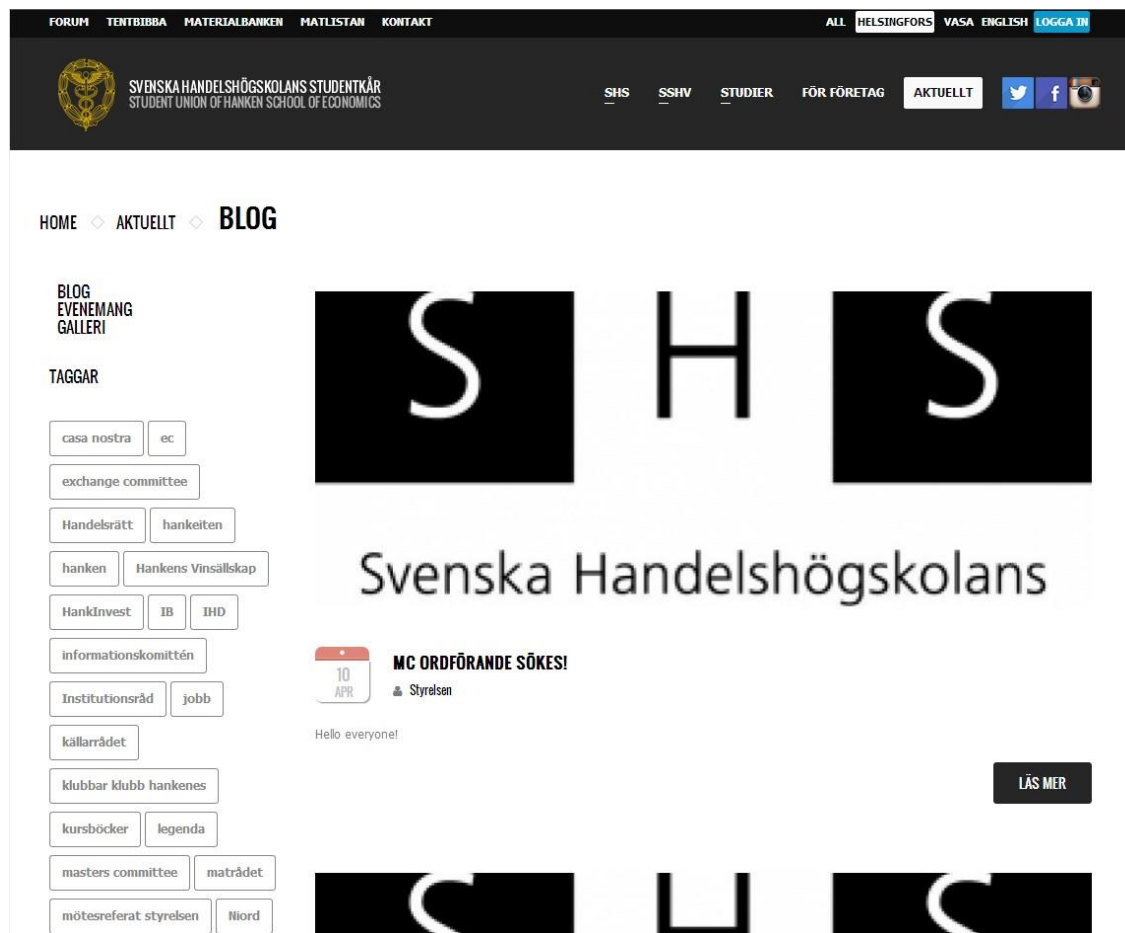 FORUM TENTBIBBA MATERIALBANKEN MATLISTAN KONTAKT ALL HELSINGFORS VASA ENGLISH LOGGA IN
SVENSKA HANDELSHÖGSKOLANS STUDENTKÅR
STUDENT UNION OF HANKEN SCHOOL OF ECONOMICS
SHS SSHV STUDIER FÖR FÖRETAG AKTUELLT
HOME AKTUELLT BLOG
BLOG
EVENEMANG
GALLERI
TAGGAR
casa nostra ec
exchange committee
Handelsrätt hankeiten
hanken Hankens Vinsällskap
HankInvest IB IHD
informationskomittén
Institutionsråd jobb
källarrådet
klubbar klubb hankenes
kursböcker legenda
masters committee matrådet
mötesreferat styrelsen Niord
S H S
Svenska Handelshögskolans
10
APR
MC ORDFÖRANDE SÖKES!
Styrelsen
Hello everyone!
LÄS MER
S H S